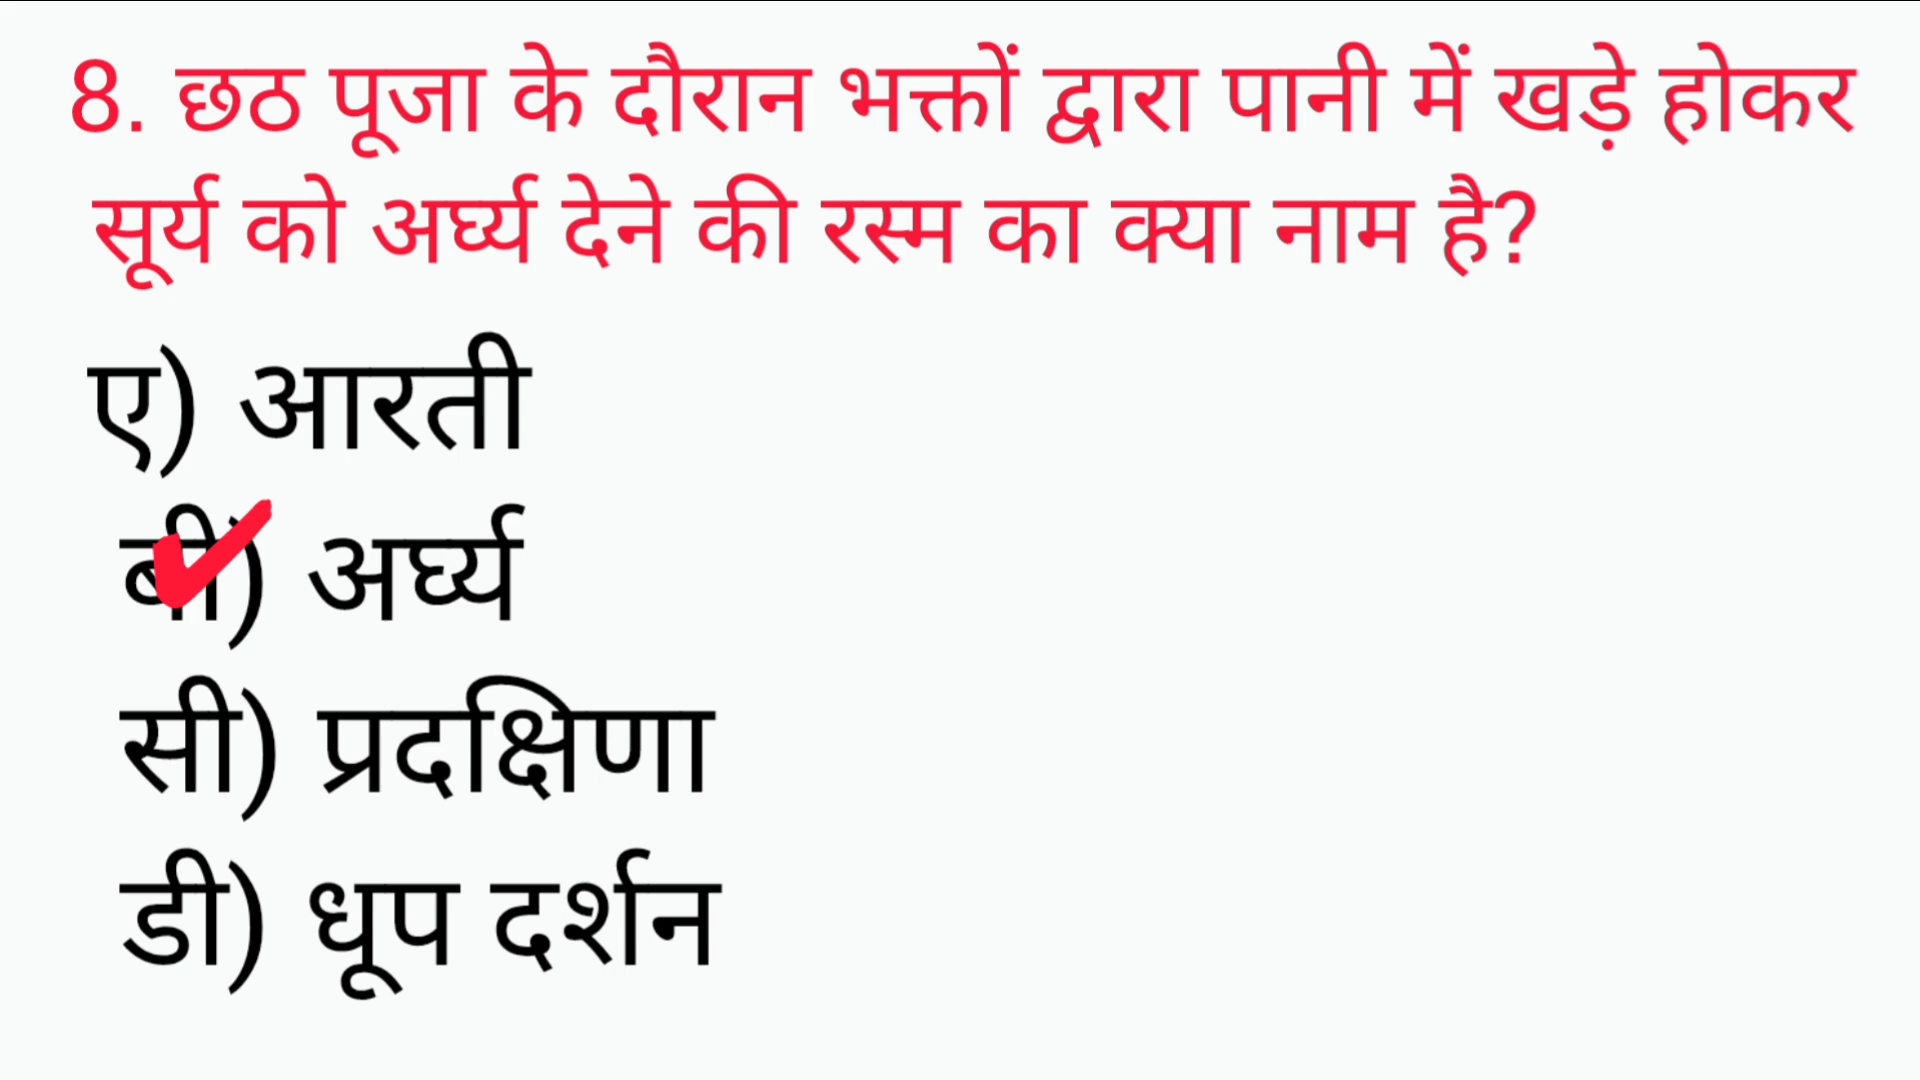 8. छठ पूजा के दौरान भक्तों द्वारा पानी में खड़े होकर
सूर्य को अर्घ्य देने की रस्म का क्या नाम है?
ए) आरती
बी) अर्घ्य
सी) प्रदक्षिणा
डी) धूप दर्शन